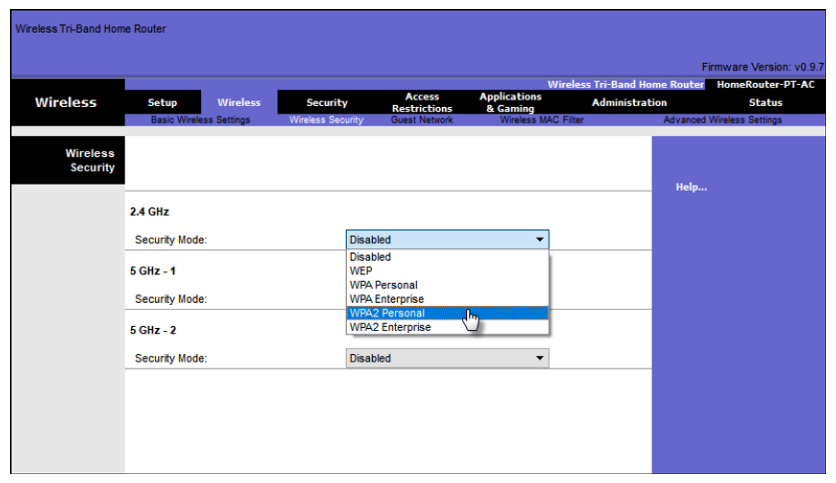 Wireless Tri-Band Home Router
Firmware Version: v0.9.7
Wireless Tri-Band Home Router HomeRouter-PT-AC
Wireless
Setup Wireless Security Access Restrictions Applications & Gaming Administration Status
Basic Wireless Settings Wireless Security Guest Network Wireless MAC Filter Advanced Wireless Settings
Wireless
Security
Help...
2.4 GHz
Security Mode: Disabled
Disabled
WEP
WPA Personal
WPA Enterprise
WPA2 Personal
WPA2 Enterprise
5 GHz - 1
Security Mode:
5 GHz - 2
Security Mode: Disabled